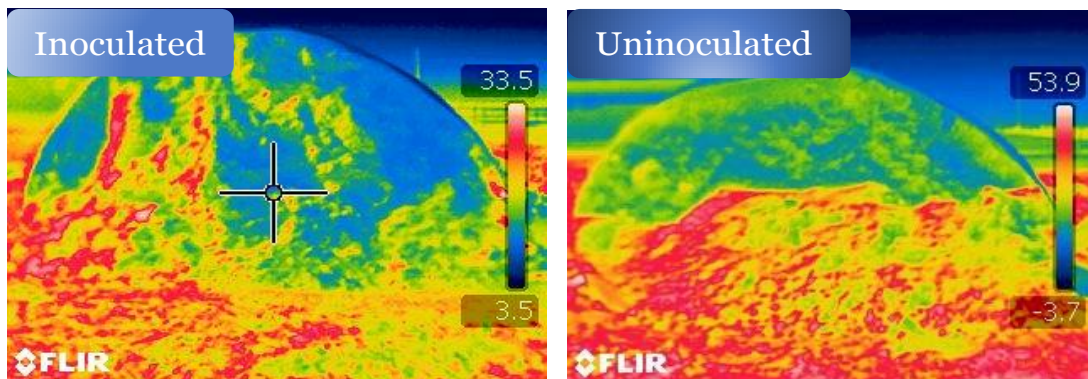 Inoculated
33.5
3.5
FLIR
Uninoculated
53.9
-3.7
FLIR